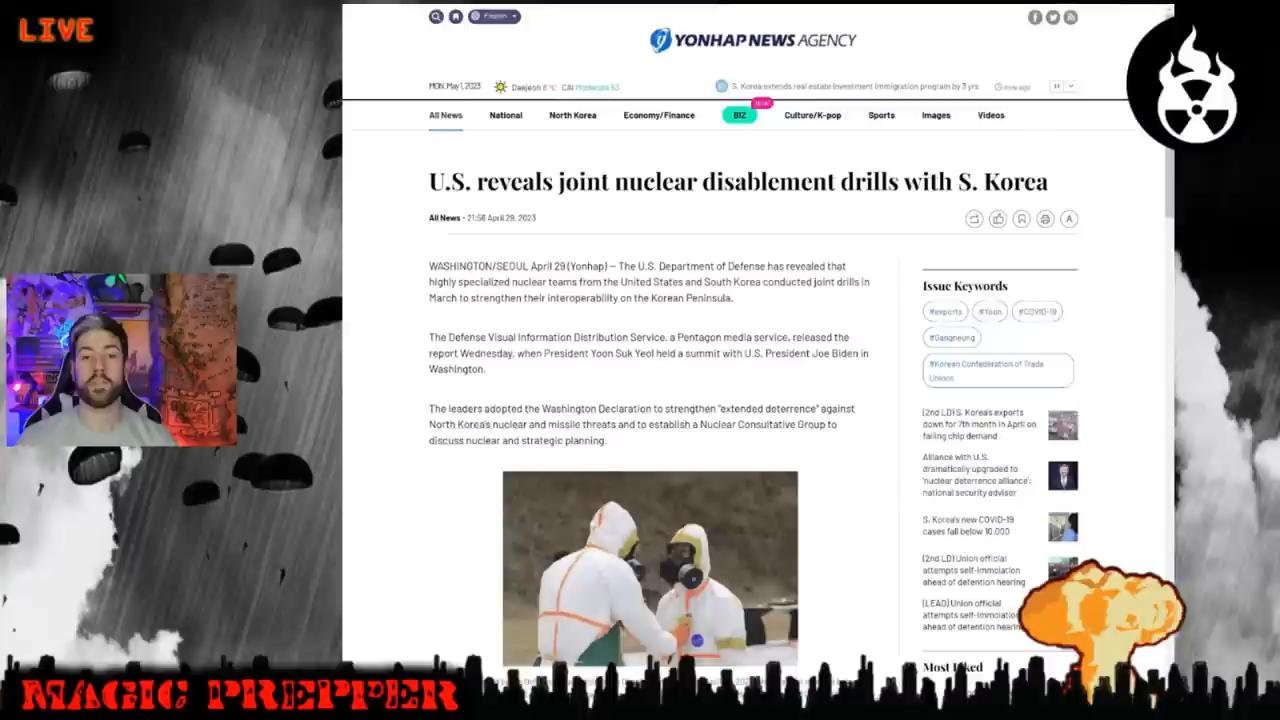 LIVE
English
YONHAP NEWS AGENCY
MON, May 1, 2023
Daejeon 8 °C CAI Moderate 53
S. Korea extends real estate investment immigration program by 3 yrs
All News
National
North Korea
Economy/Finance
BIZ
NEW
Culture/K-pop
Sports
Images
Videos
U.S. reveals joint nuclear disablement drills with S. Korea
All News - 21:56 April 29, 2023
A
WASHINGTON/SEOUL April 29 (Yonhap) — The U.S. Department of Defense has revealed that
highly specialized nuclear teams from the United States and South Korea conducted joint drills in
March to strengthen their interoperability on the Korean Peninsula.
The Defense Visual Information Distribution Service, a Pentagon media service, released the
report Wednesday, when President Yoon Suk Yeol held a summit with U.S. President Joe Biden in
Washington.
The leaders adopted the Washington Declaration to strengthen "extended deterrence" against
North Korea's nuclear and missile threats and to establish a Nuclear Consultative Group to
discuss nuclear and strategic planning.
Issue Keywords
#exports
#Yoon
#COVID-19
#Gangneung
#Korean Confederation of Trade
Unions
(2nd LD) S. Korea's exports
down for 7th month in April on
falling chip demand
Alliance with U.S.
dramatically upgraded to
'nuclear deterrence alliance':
national security adviser
S. Korea's new COVID-19
cases fall below 10,000
(2nd LD) Union official
attempts self-immolation
ahead of detention hearing
(LEAD) Union official
attempts self-immolation
ahead of detention hearing
Most Liked
MAGIC PREPPER